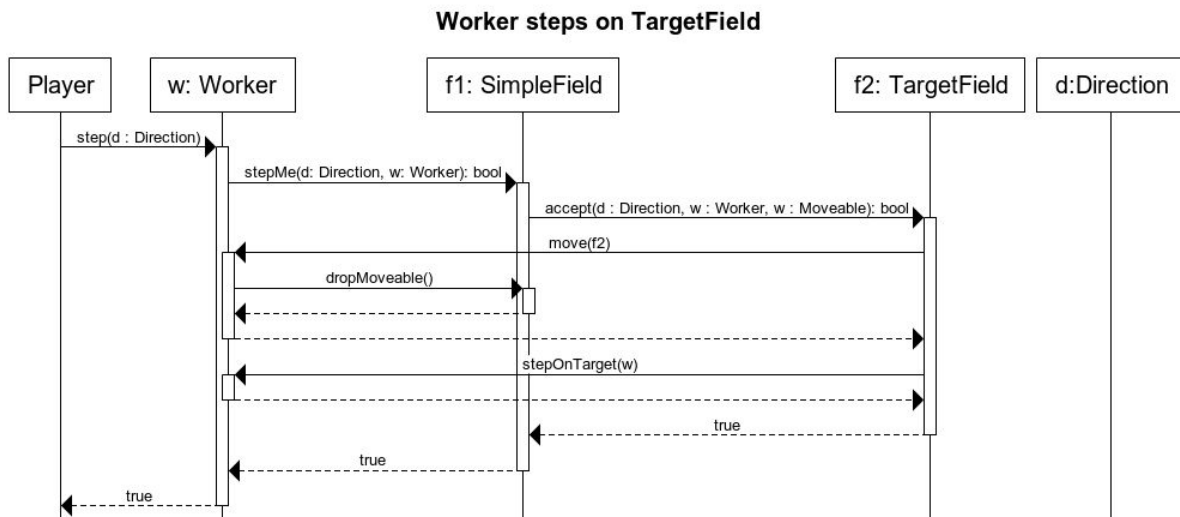 Worker steps on TargetField
Player
w: Worker
f1: SimpleField
f2: TargetField
d:Direction
step(d : Direction)
stepMe(d: Direction, w: Worker): bool
accept(d : Direction, w : Worker, w : Moveable): bool
move(f2)
dropMoveable()
stepOnTarget(w)
true
true
true